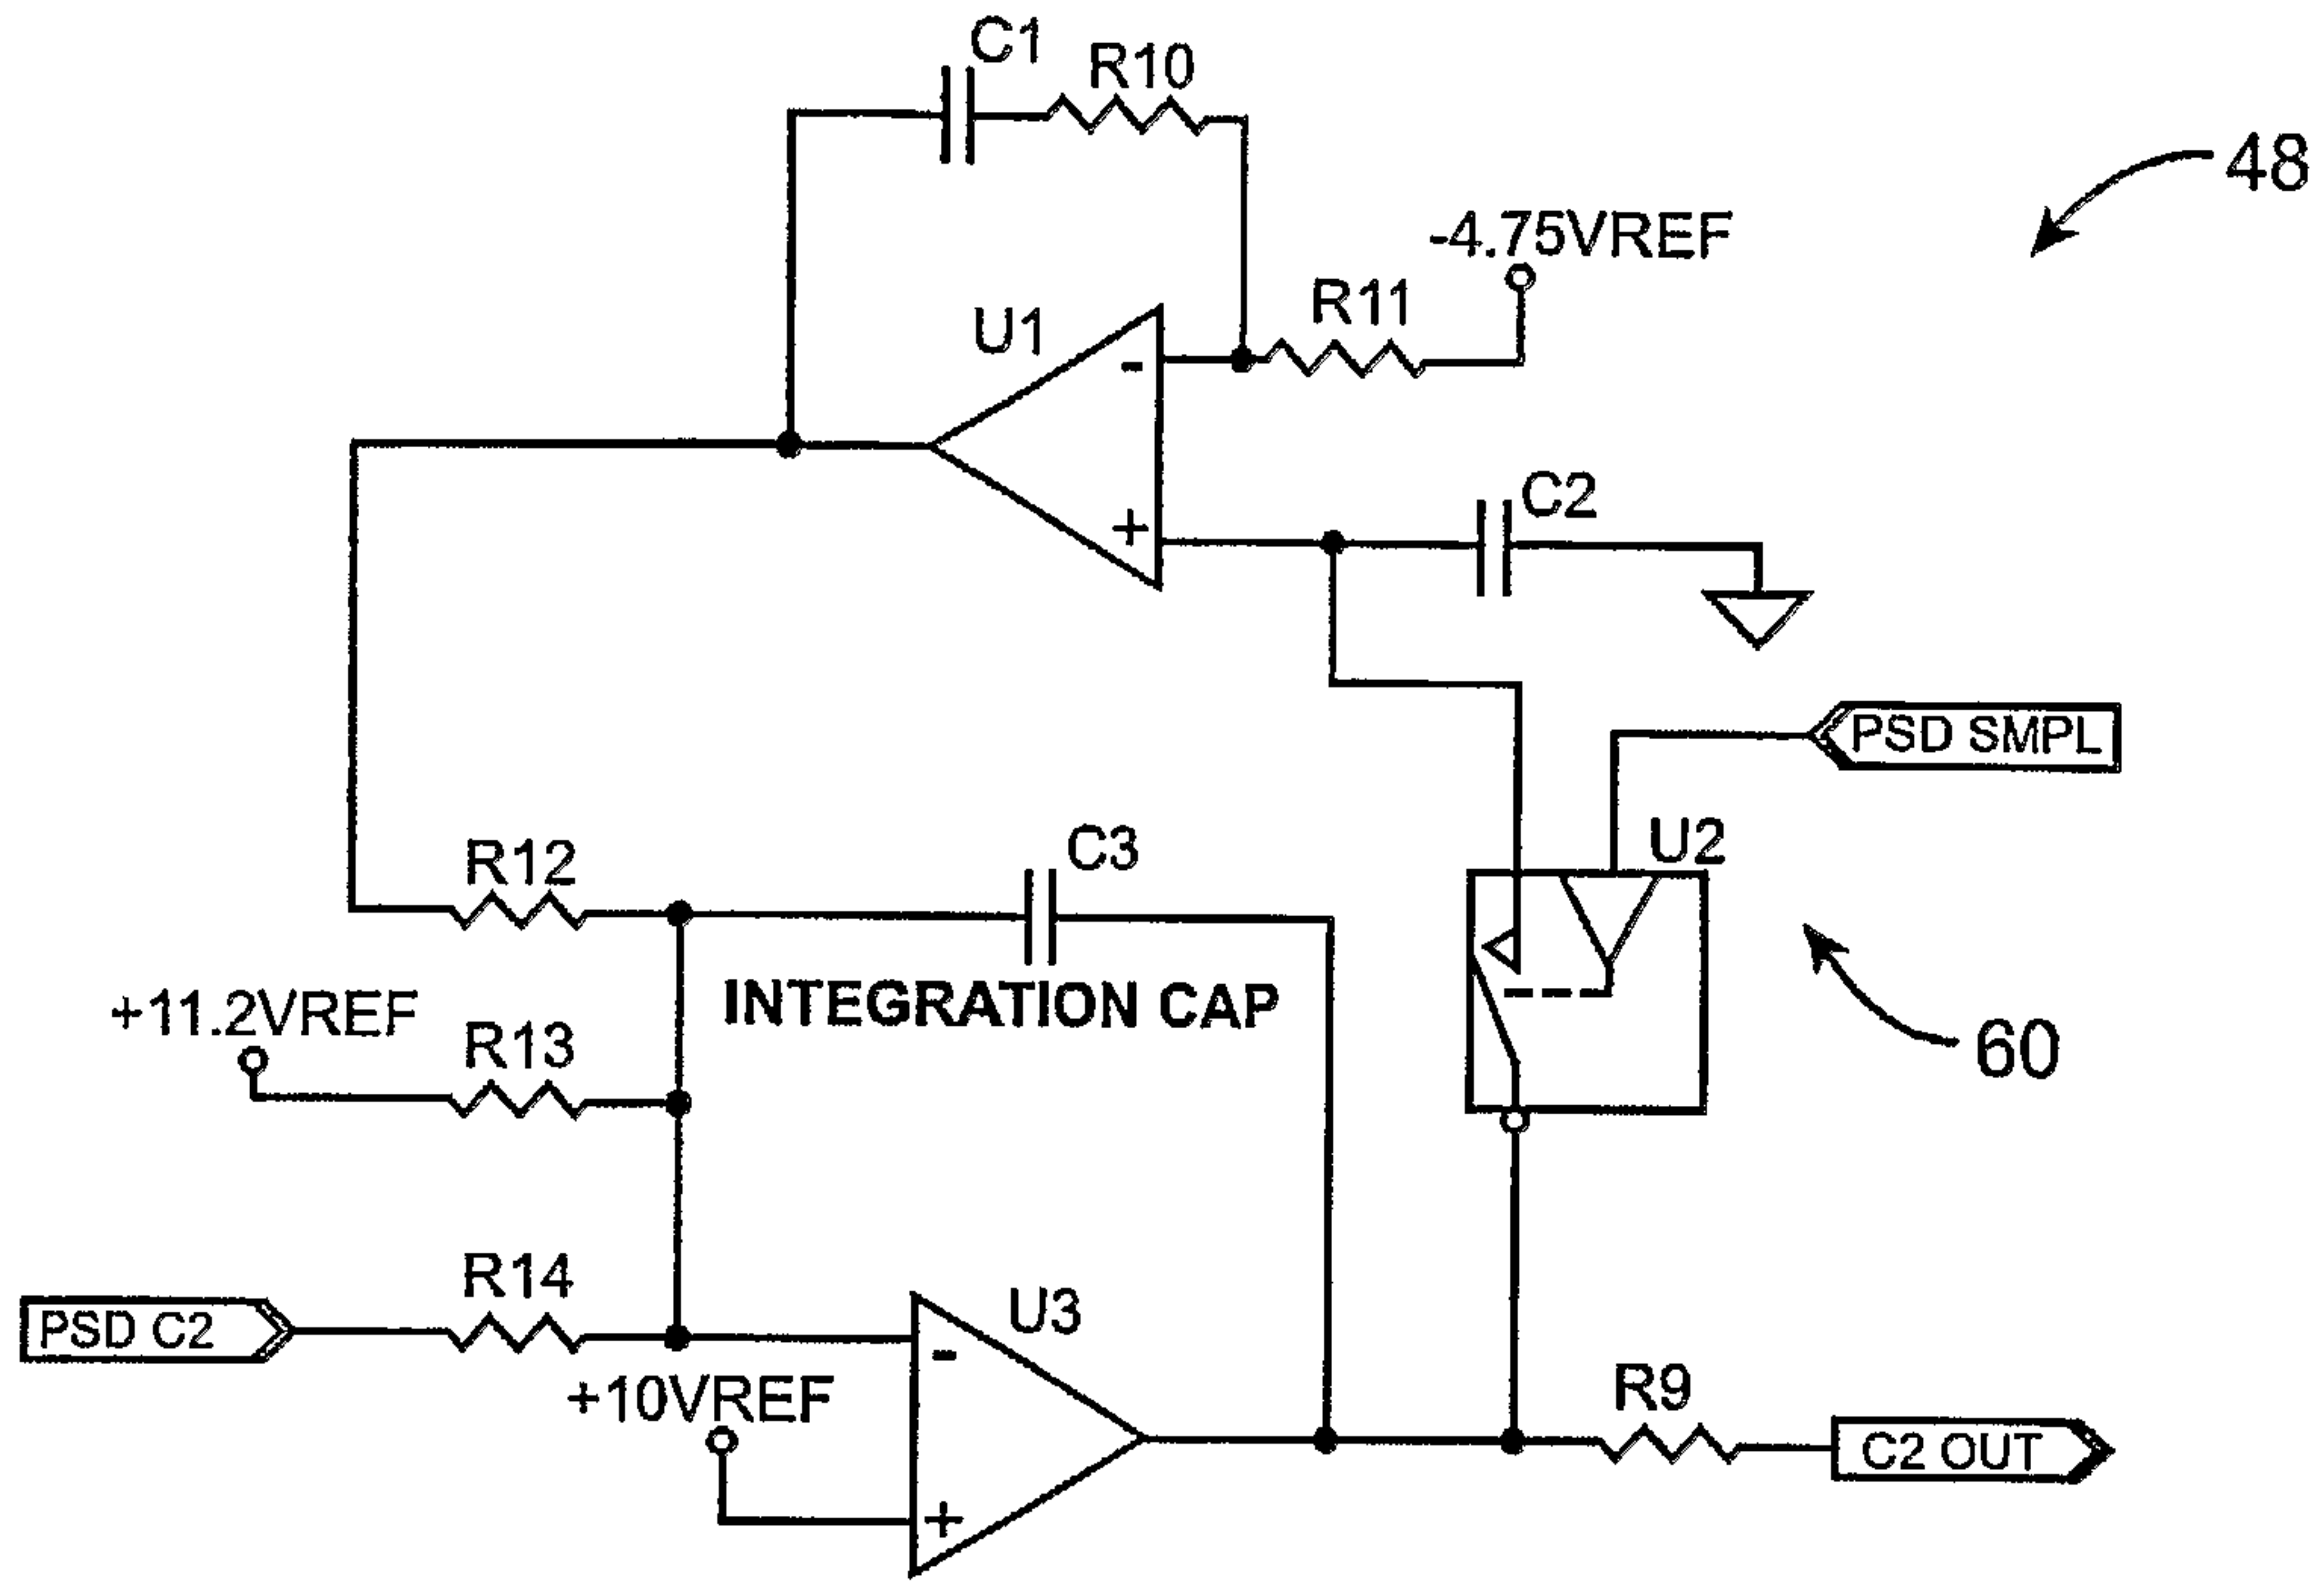 C1
R10
48
-4.75VREF
R11
U1
-
+
C2
PSD SMPL
U2
R12
C3
INTEGRATION CAP
+11.2VREF
R13
60
R14
PSD C2
U3
-
+10VREF
+
R9
C2 OUT